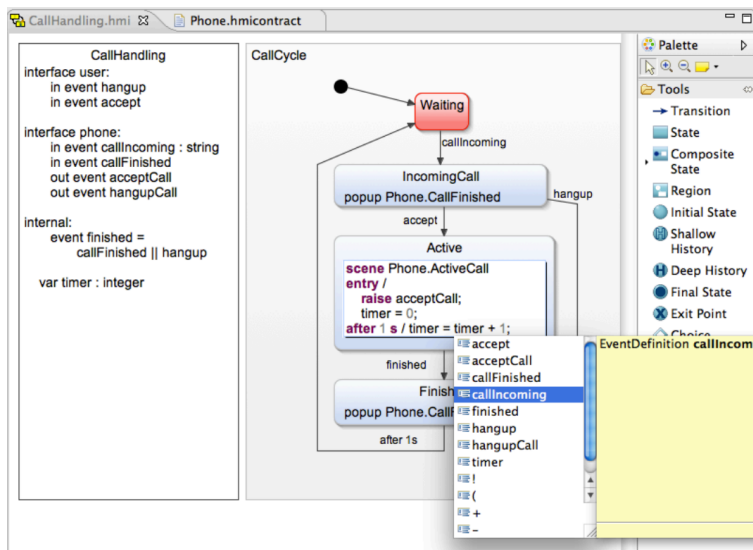 CallHandling.hmi
Phone.hmicontract
CallHandling
interface user:
in event hangup
in event accept
interface phone:
in event callIncoming : string
in event callFinished
out event acceptCall
out event hangupCall
internal:
event finished =
callFinished || hangup
var timer : integer
CallCycle
Waiting
callIncoming
IncomingCall
popup Phone.CallFinished
hangup
accept
Active
scene Phone.ActiveCall
entry /
raise acceptCall;
timer = 0;
after 1 s / timer = timer + 1;
finished
Finish
popup Phone.CallF
after 1s
accept
acceptCall
callFinished
callIncoming
finished
hangup
hangupCall
timer
!
(
+
-
EventDefinition callIncom
Palette
Tools
Transition
State
Composite
State
Region
Initial State
Shallow
History
Deep History
Final State
Exit Point
Choice